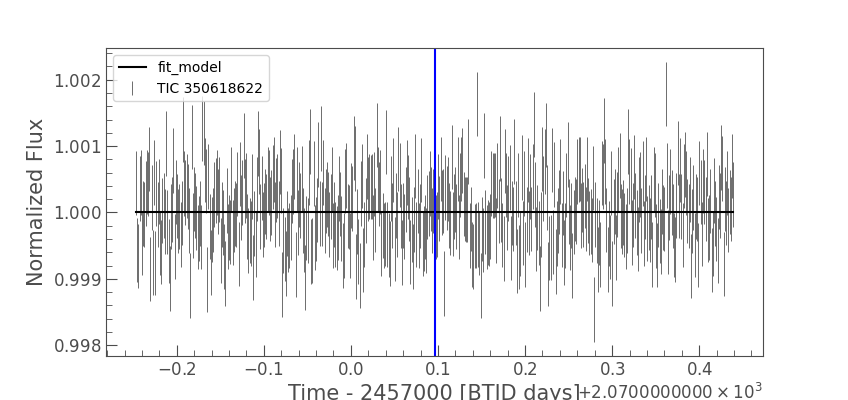 fit_model
TIC 350618622
Normalized Flux
1.002
1.001
1.000
0.999
0.998
−0.2 −0.1 0.0 0.1 0.2 0.3 0.4
Time - 2457000 [BTJD days]
+2.0700000000 × 10³